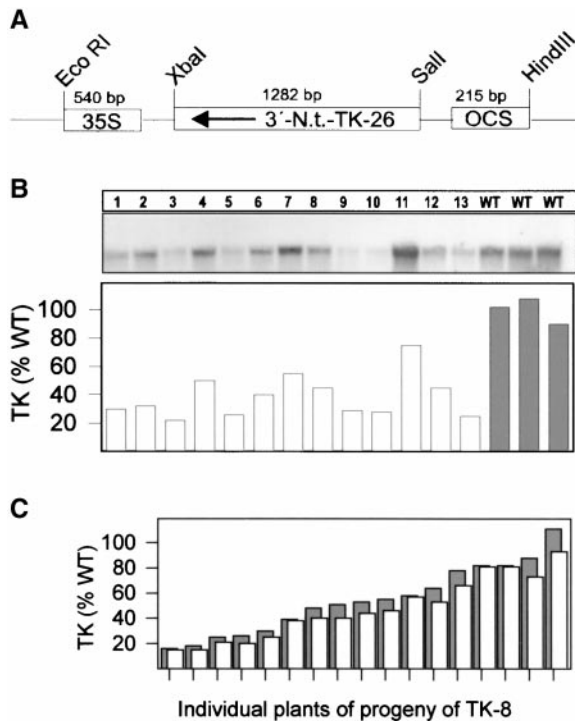 A
Eco RI
XbaI
SalI
HindIII
540 bp
1282 bp
215 bp
35S
3´-N.t.-TK-26
OCS
B
1 2 3 4 5 6 7 8 9 10 11 12 13 WT WT WT
TK (% WT)
100
80
60
40
20
C
TK (% WT)
100
80
60
40
20
Individual plants of progeny of TK-8